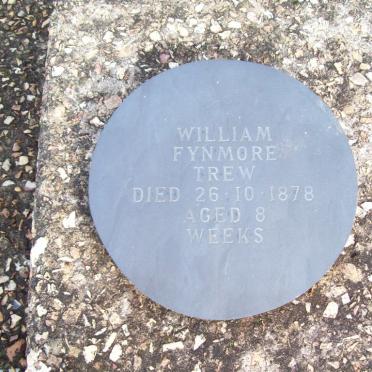 WILLIAM
FYNMORE
TREW
DIED 26·10·1878
AGED 8
WEEKS